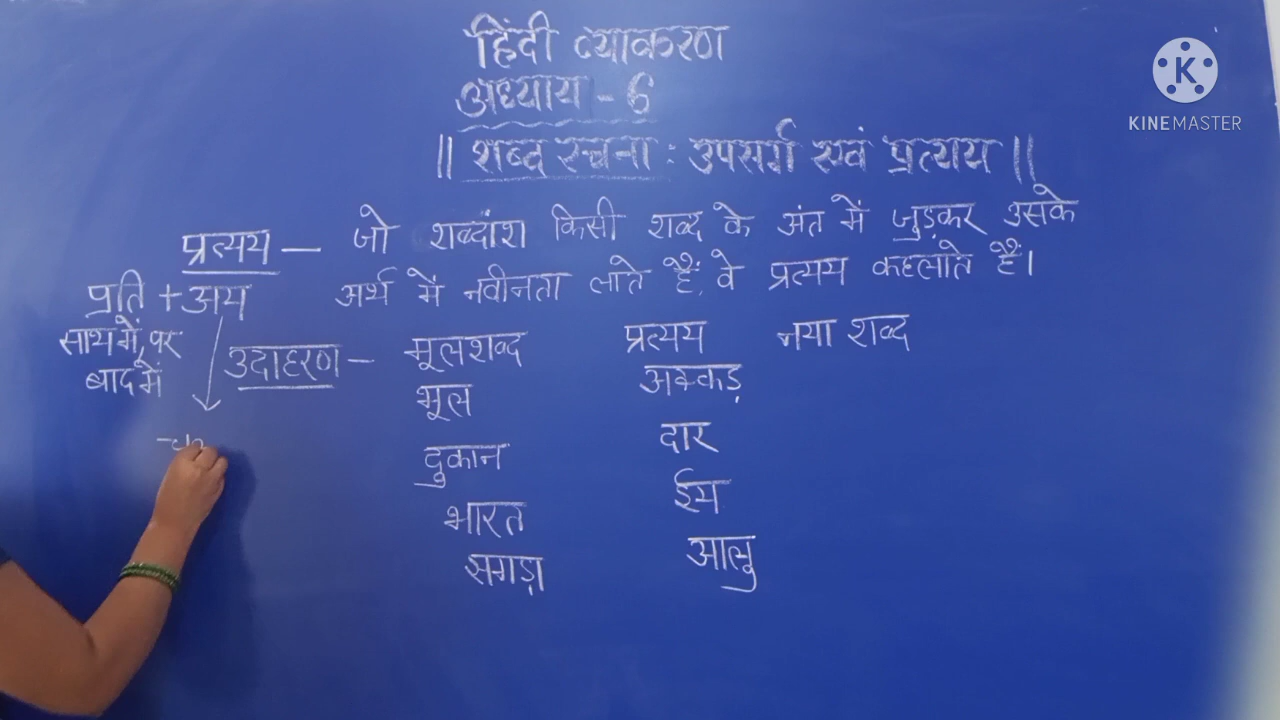 हिंदी व्याकरण
अध्याय - 6
|| शब्द रचना : उपसर्ग एवं प्रत्यय ||
प्रत्यय - जो शब्दांश किसी शब्द के अंत में जुड़कर उसके
अर्थ में नवीनता लाते हैं, वे प्रत्यय कहलाते हैं।
प्रति + अय
साथ में, पर
बाद में
उदाहरण - मूलशब्द प्रत्यय नया शब्द
भूल अक्कड़
दुकान दार
भारत ईय
झगड़ा आलु
KINEMASTER